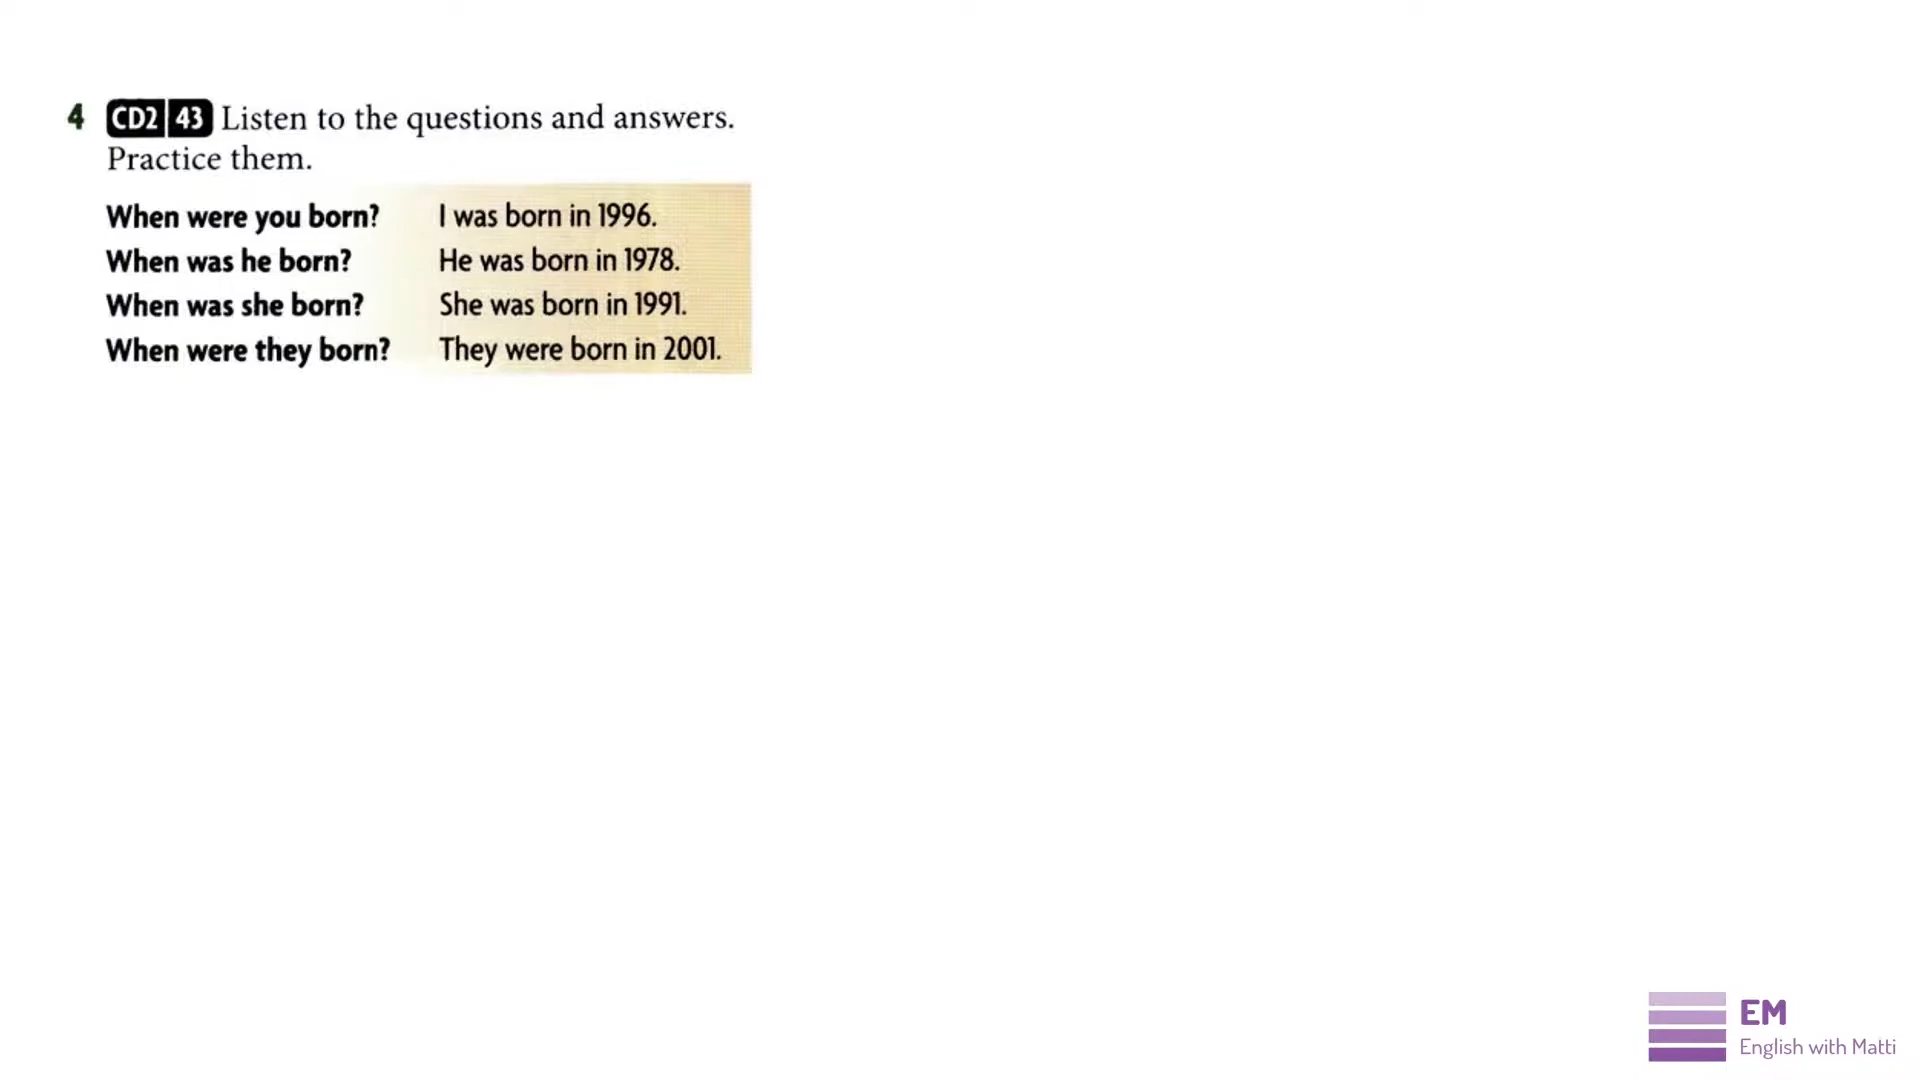 4 CD2 43 Listen to the questions and answers.
Practice them.
When were you born? I was born in 1996.
When was he born? He was born in 1978.
When was she born? She was born in 1991.
When were they born? They were born in 2001.
EM
English with Matti